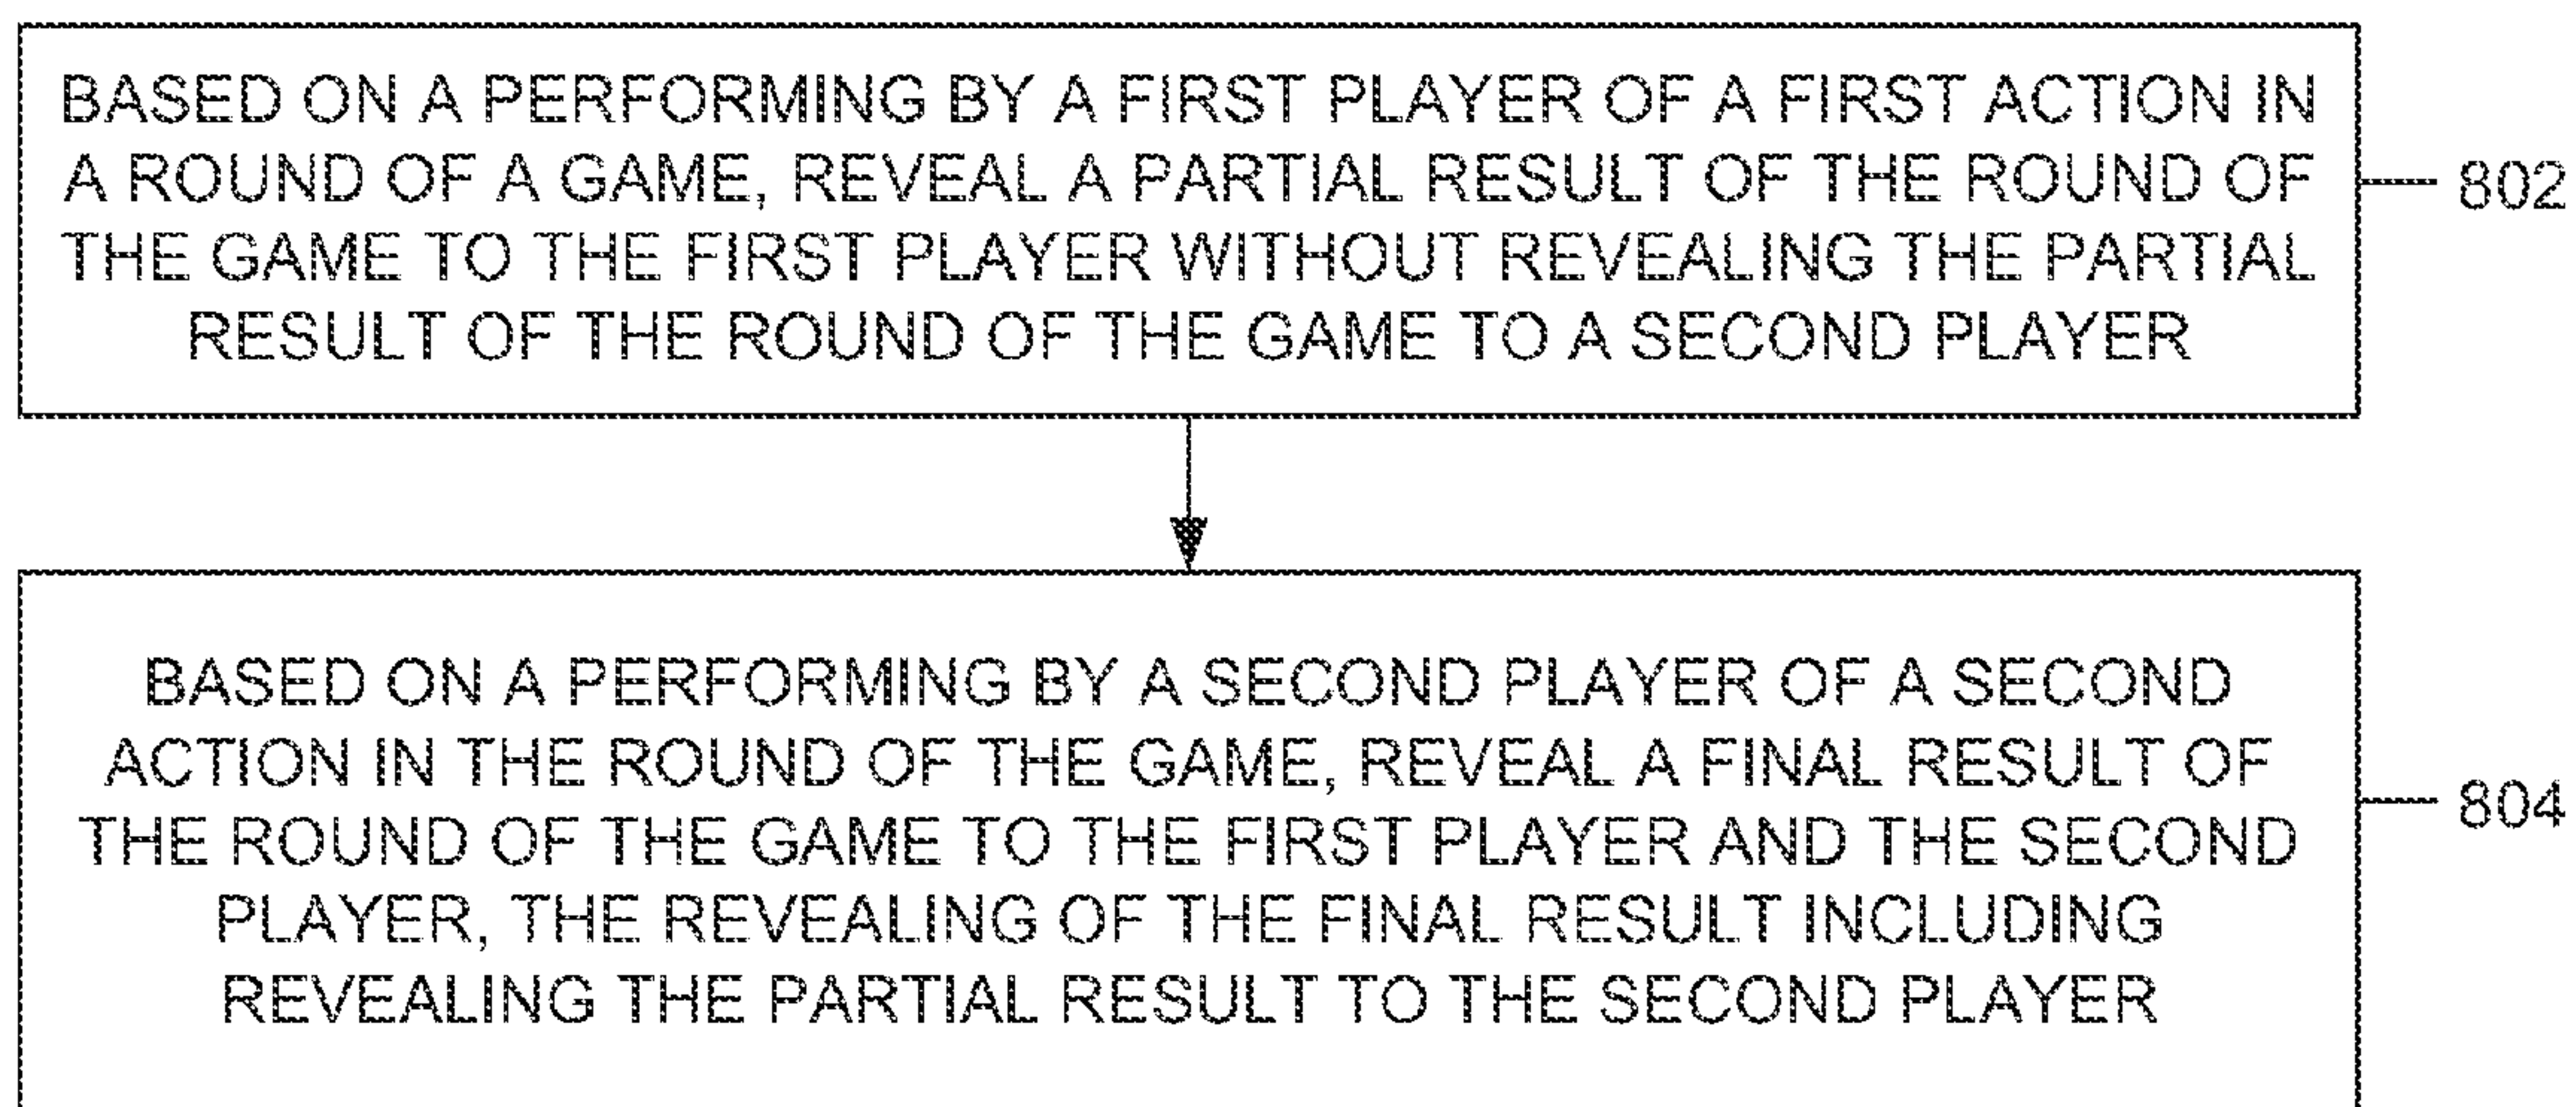 BASED ON A PERFORMING BY A FIRST PLAYER OF A FIRST ACTION IN
A ROUND OF A GAME, REVEAL A PARTIAL RESULT OF THE ROUND OF
THE GAME TO THE FIRST PLAYER WITHOUT REVEALING THE PARTIAL
RESULT OF THE ROUND OF THE GAME TO A SECOND PLAYER
802
BASED ON A PERFORMING BY A SECOND PLAYER OF A SECOND
ACTION IN THE ROUND OF THE GAME, REVEAL A FINAL RESULT OF
THE ROUND OF THE GAME TO THE FIRST PLAYER AND THE SECOND
PLAYER, THE REVEALING OF THE FINAL RESULT INCLUDING
REVEALING THE PARTIAL RESULT TO THE SECOND PLAYER
804